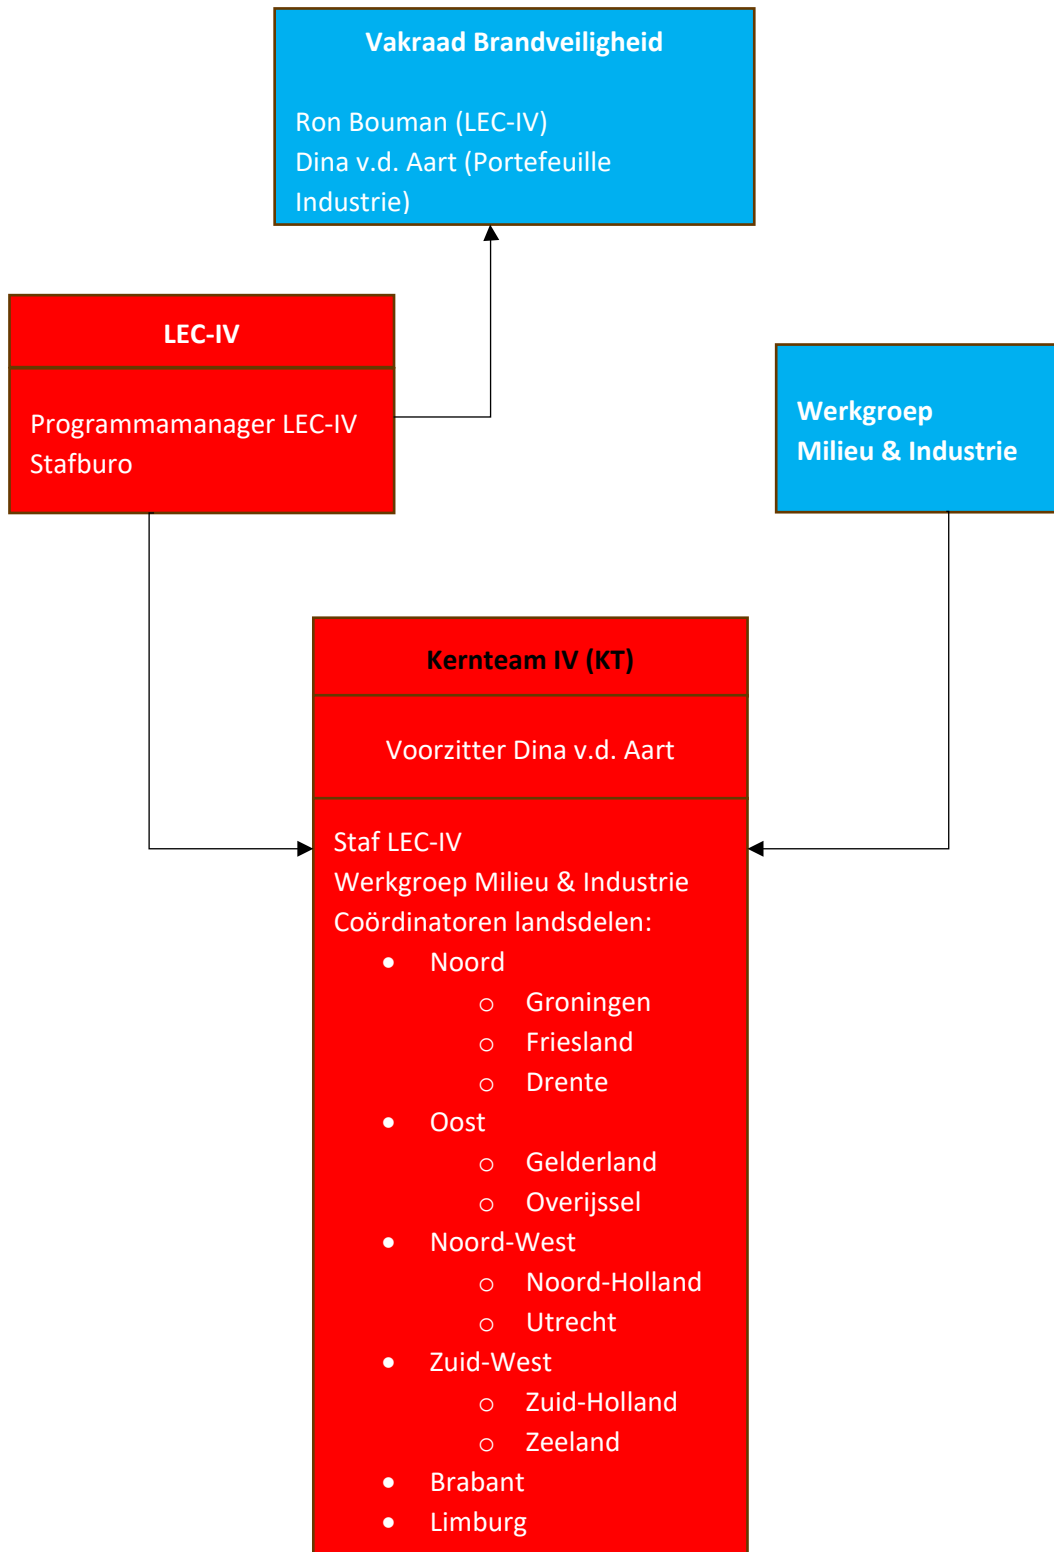 Vakraad Brandveiligheid
Ron Bouman (LEC-IV)
Dina v.d. Aart (Portefeuille
Industrie)
LEC-IV
Programmamanager LEC-IV
Stafburo
Werkgroep
Milieu & Industrie
Kernteam IV (KT)
Voorzitter Dina v.d. Aart
Staf LEC-IV
Werkgroep Milieu & Industrie
Coördinatoren landsdelen:
• Noord
o Groningen
o Friesland
o Drente
• Oost
o Gelderland
o Overijssel
• Noord-West
o Noord-Holland
o Utrecht
• Zuid-West
o Zuid-Holland
o Zeeland
• Brabant
• Limburg